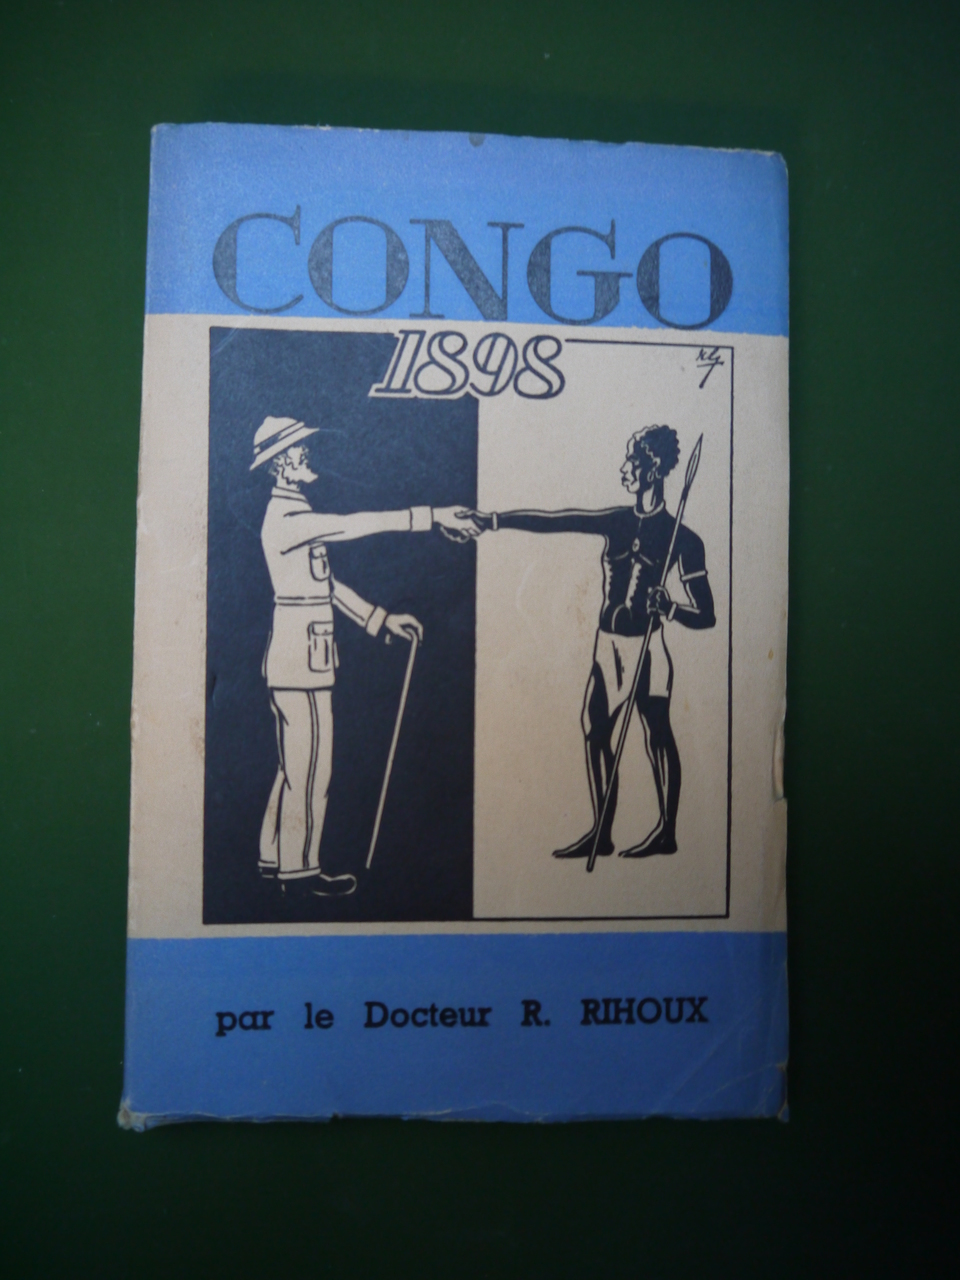 CONGO
1898
par le Docteur R. RIHOUX